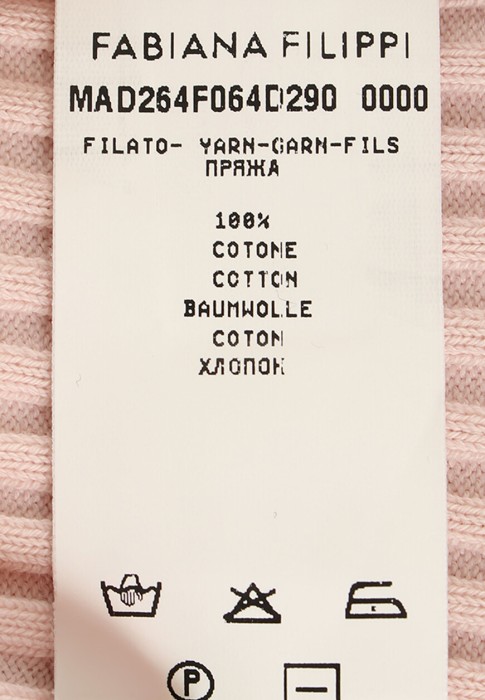 FABIANA FILIPPI
MAD264F064D290 0000
FILATO- YARN-GARN-FILS
ПРЯЖА
100%
COTONE
COTTON
BAUMWOLLE
COTON
ХЛОПОК
P